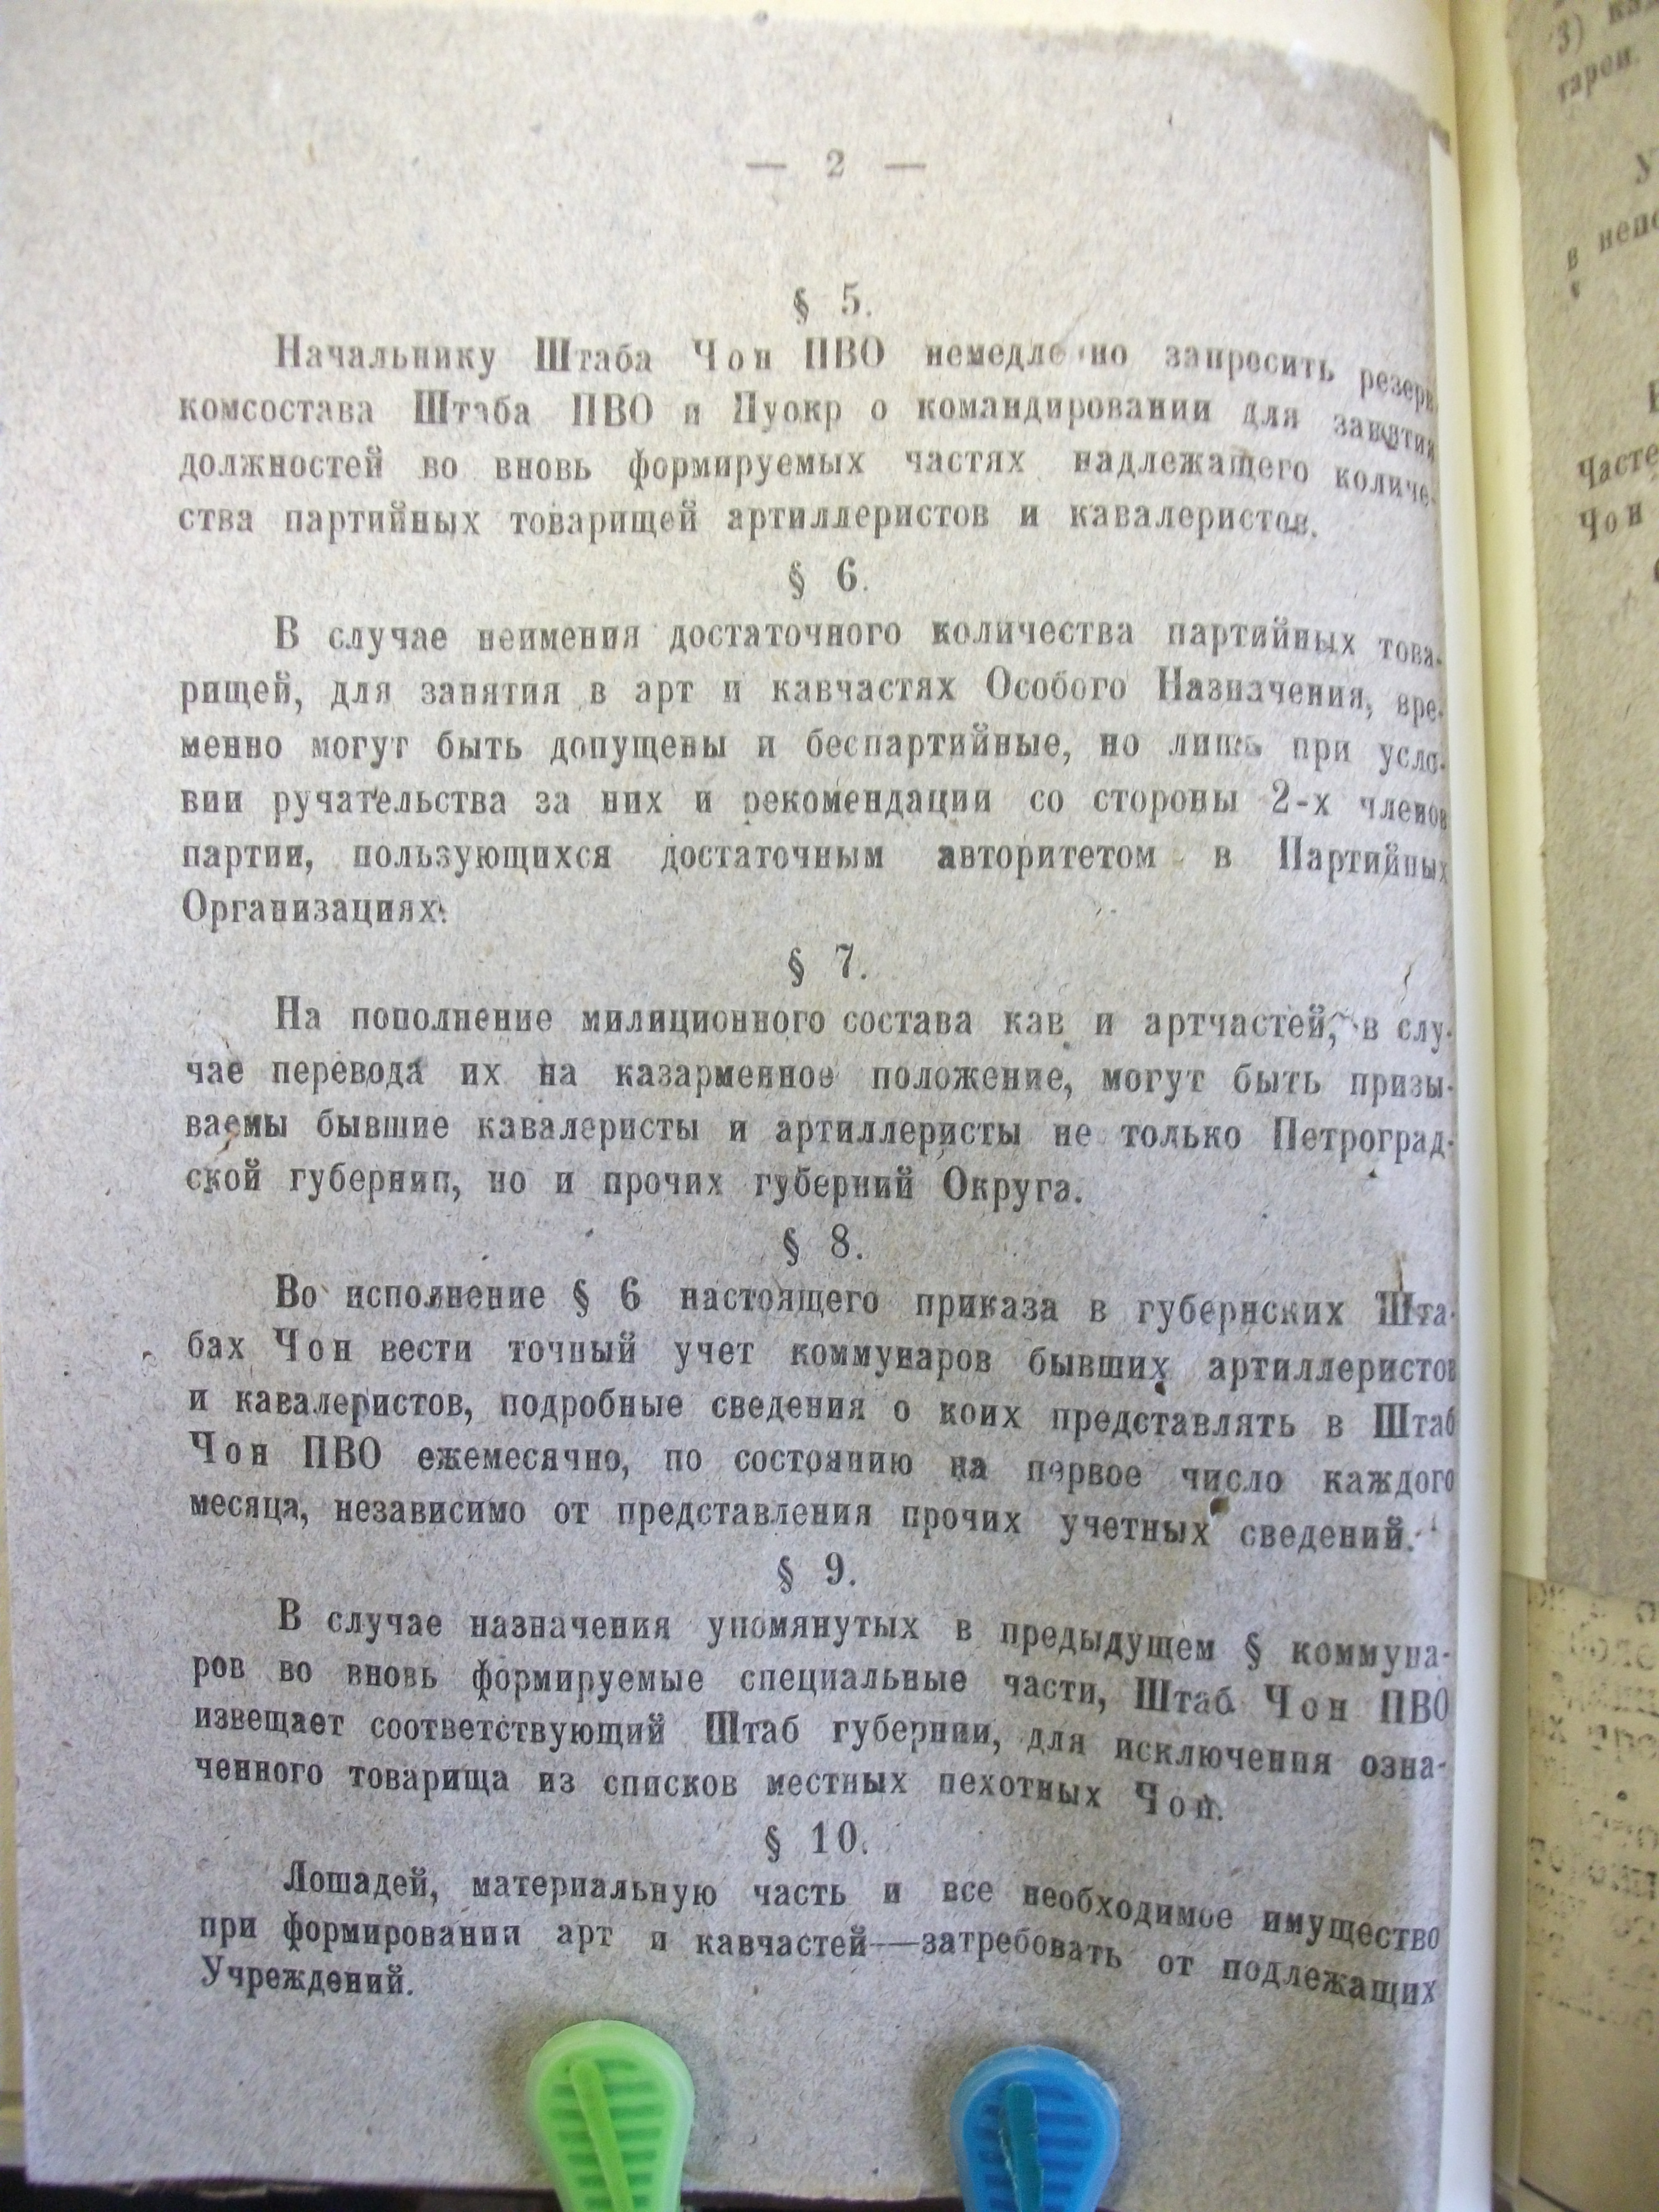 — 2 —
§ 5.
Начальнику Штаба Чон ПВО немедленно запросить резерв
комсостава Штаба ПВО и Пуокр о командировании для занятия
должностей во вновь формируемых частях надлежащего количе-
ства партийных товарищей артиллеристов и кавалеристов.
§ 6.
В случае неимения достаточного количества партийных това-
рищей, для занятия в арт и кавчастях Особого Назначения, вре-
менно могут быть допущены и беспартийные, но лишь при усло-
вии ручательства за них и рекомендации со стороны 2-х членов
партии, пользующихся достаточным авторитетом в Партийных
Организациях.
§ 7.
На пополнение милиционного состава кав и артчастей, в слу-
чае перевода их на казарменное положение, могут быть призы-
ваемы бывшие кавалеристы и артиллеристы не только Петроград-
ской губернии, но и прочих губерний Округа.
§ 8.
Во исполнение § 6 настоящего приказа в губернских Шта-
бах Чон вести точный учет коммунаров бывших артиллеристов
и кавалеристов, подробные сведения о коих представлять в Штаб
Чон ПВО ежемесячно, по состоянию на первое число каждого
месяца, независимо от представления прочих учетных сведений.
§ 9.
В случае назначения упомянутых в предыдущем § коммуна-
ров во вновь формируемые специальные части, Штаб Чон ПВО
извещает соответствующий Штаб губернии, для исключения озна-
ченного товарища из списков местных пехотных Чон.
§ 10.
Лошадей, материальную часть и все необходимое имущество
при формировании арт и кавчастей—затребовать от подлежащих
Учреждений.
3)
в
Чон